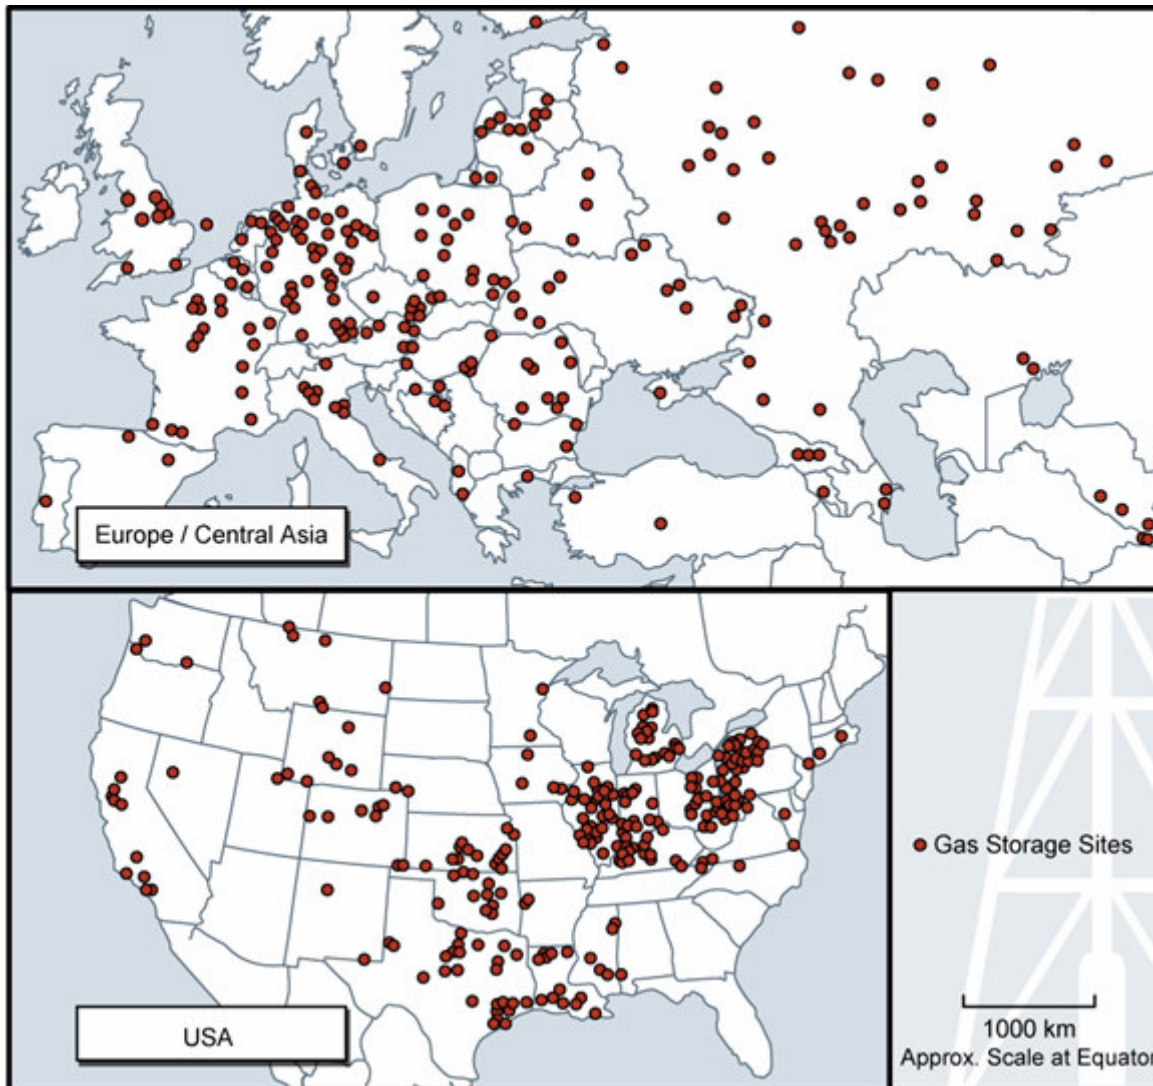 Europe / Central Asia
USA
Gas Storage Sites
1000 km
Approx. Scale at Equator